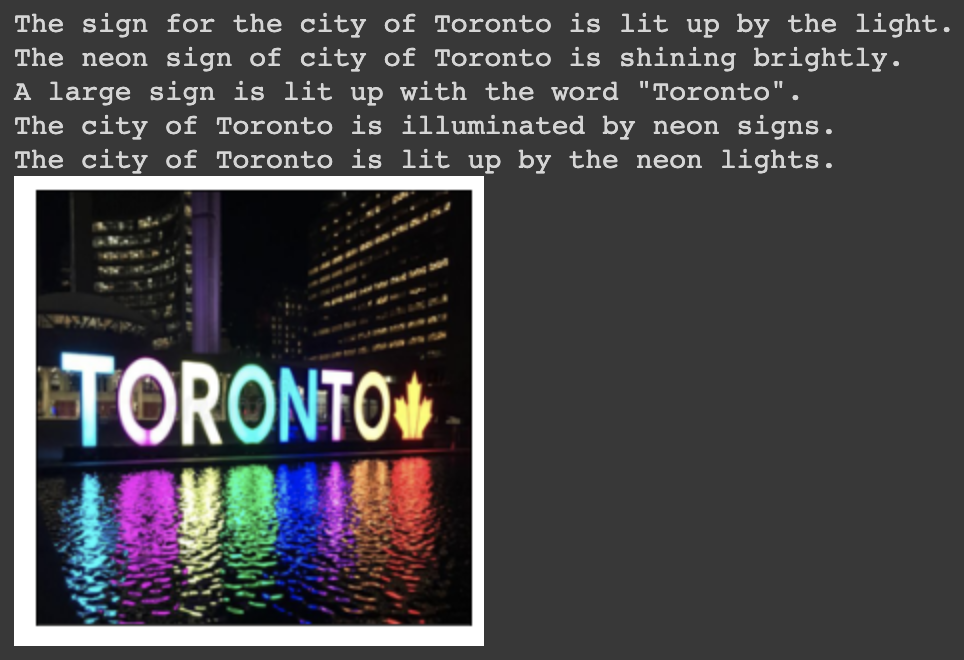 The sign for the city of Toronto is lit up by the light.
The neon sign of city of Toronto is shining brightly.
A large sign is lit up with the word "Toronto".
The city of Toronto is illuminated by neon signs.
The city of Toronto is lit up by the neon lights.
TORONTO